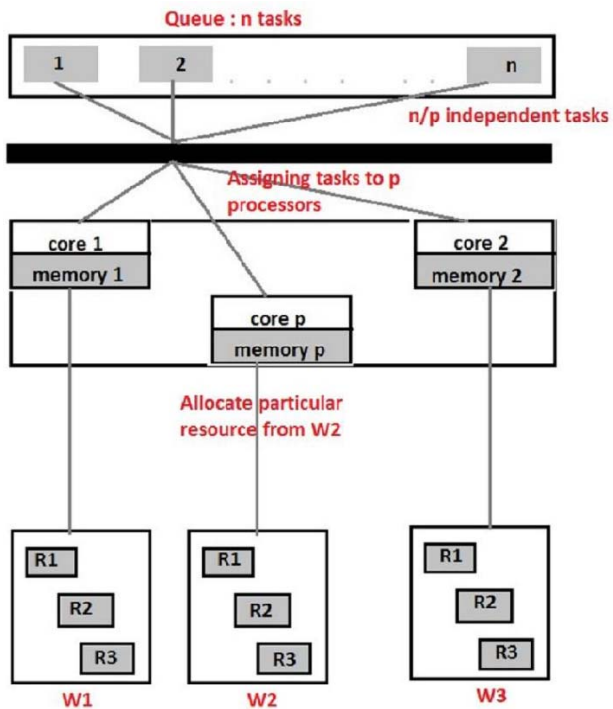 Queue : n tasks
1 2 . . . . . . n
n/p independent tasks
Assigning tasks to p
processors
core 1
memory 1
core 2
memory 2
core p
memory p
Allocate particular
resource from W2
R1
R2
R3
W1
R1
R2
R3
W2
R1
R2
R3
W3